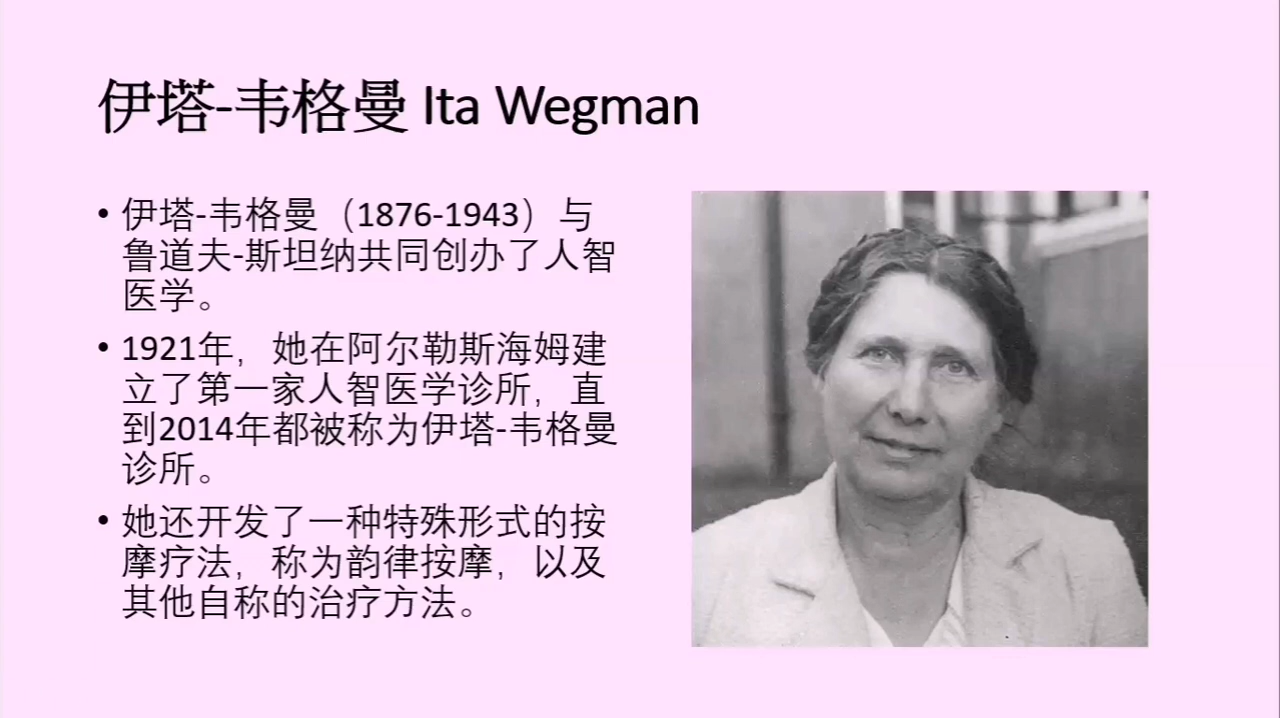 伊塔-韦格曼 Ita Wegman
• 伊塔-韦格曼（1876-1943）与
鲁道夫-斯坦纳共同创办了人智
医学。
• 1921年，她在阿尔勒斯海姆建
立了第一家人智医学诊所，直
到2014年都被称为伊塔-韦格曼
诊所。
• 她还开发了一种特殊形式的按
摩疗法，称为韵律按摩，以及
其他自称的治疗方法。